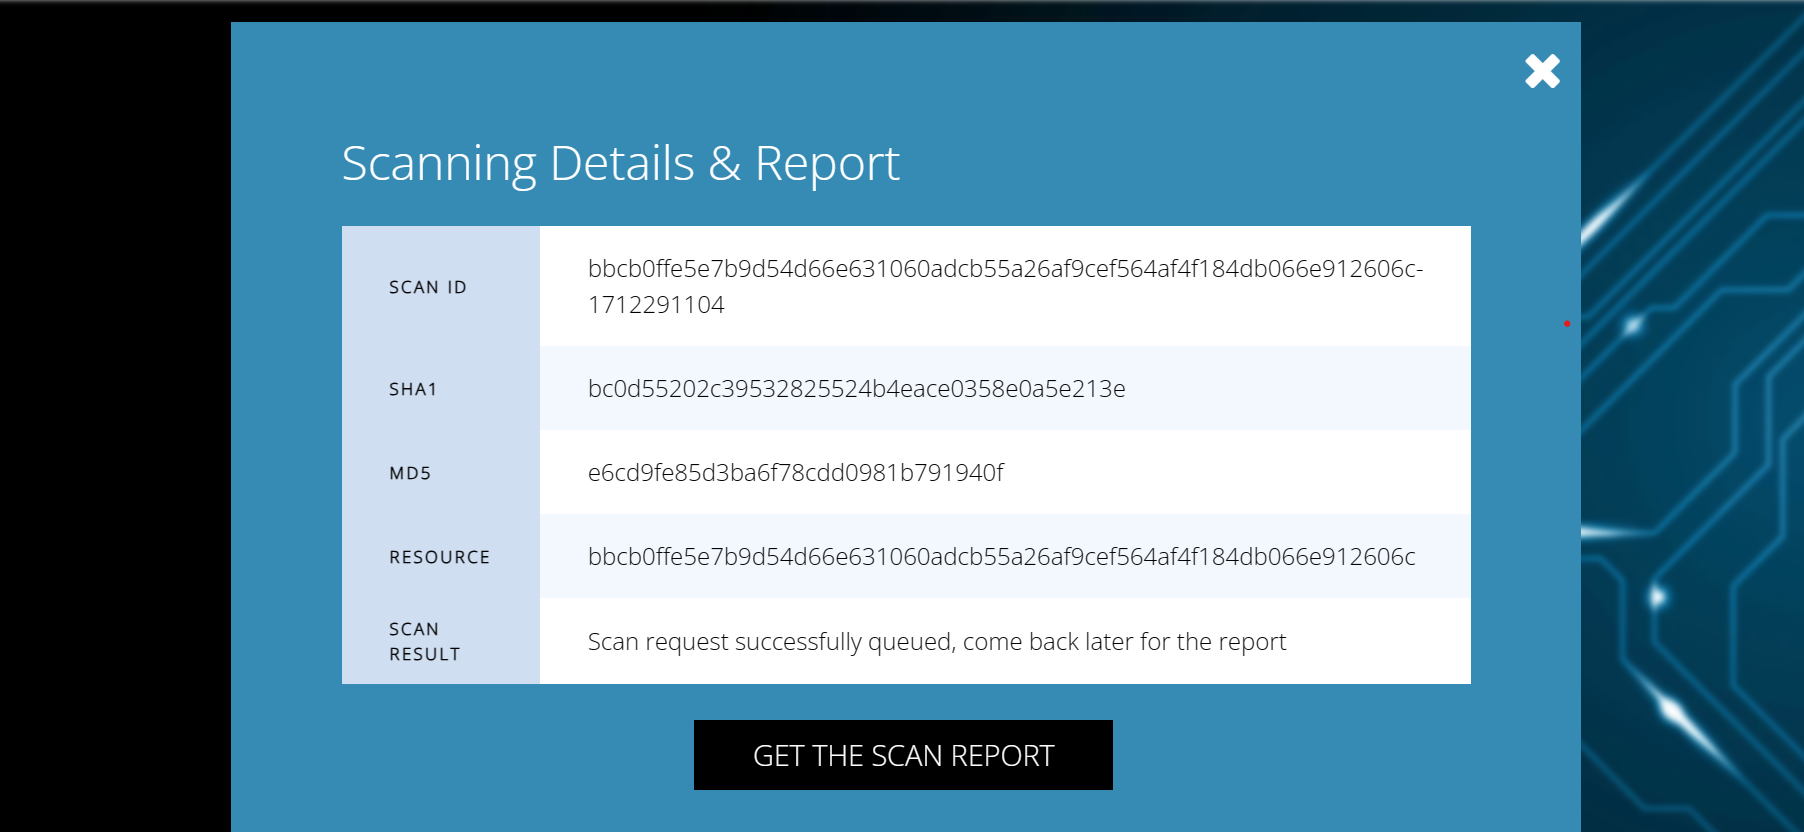 Scanning Details & Report
SCAN ID
bbcb0ffe5e7b9d54d66e631060adcb55a26af9cef564af4f184db066e912606c-
1712291104
SHA1
bc0d55202c39532825524b4eace0358e0a5e213e
MD5
e6cd9fe85d3ba6f78cdd0981b791940f
RESOURCE
bbcb0ffe5e7b9d54d66e631060adcb55a26af9cef564af4f184db066e912606c
SCAN
RESULT
Scan request successfully queued, come back later for the report
GET THE SCAN REPORT